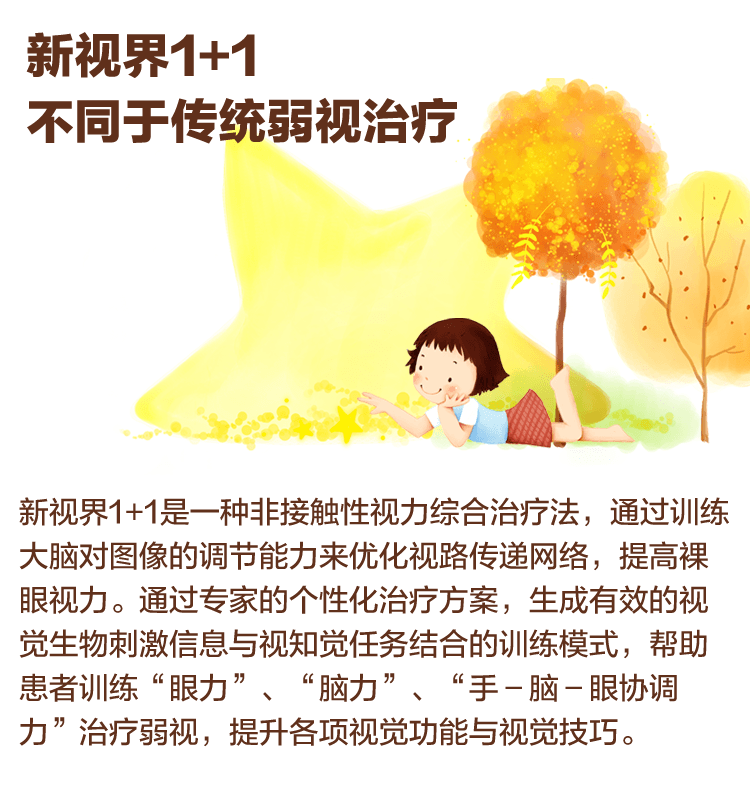 新视界1+1
不同于传统弱视治疗
新视界1+1是一种非接触性视力综合治疗法，通过训练
大脑对图像的调节能力来优化视路传递网络，提高裸
眼视力。通过专家的个性化治疗方案，生成有效的视
觉生物刺激信息与视知觉任务结合的训练模式，帮助
患者训练“眼力”、“脑力”、“手－脑－眼协调
力”治疗弱视，提升各项视觉功能与视觉技巧。